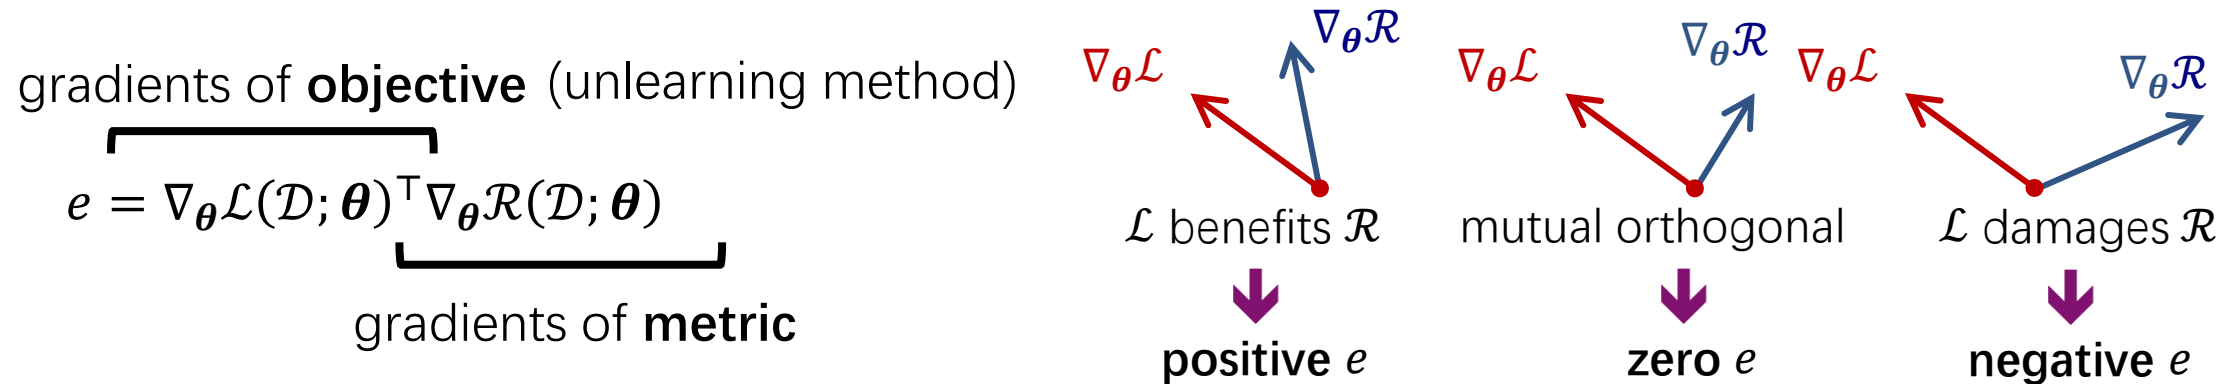 gradients of objective (unlearning method)
e = ∇θℒ(𝒟; θ)⊤∇θℛ(𝒟; θ)
gradients of metric
∇θℒ ∇θℛ
ℒ benefits ℛ
positive e
∇θℒ ∇θℛ
mutual orthogonal
zero e
∇θℒ ∇θℛ
ℒ damages ℛ
negative e